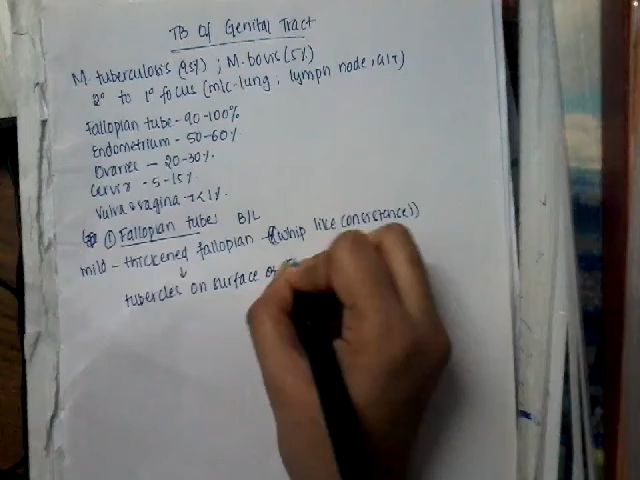 TB Of Genital Tract
M. tuberculosis (95%) ; M. bovis (5%)
2° to 1° focus (m/c - lung ; lymph node, GIT)
Fallopian tube - 90-100%
Endometrium - 50-60%
Ovaries - 20-30%
Cervix - 5-15%
Vulva & vagina - <1%
① Fallopian tubes B/L
mild - thickened fallopian - (whip like consistence)
↓
tubercles on surface of